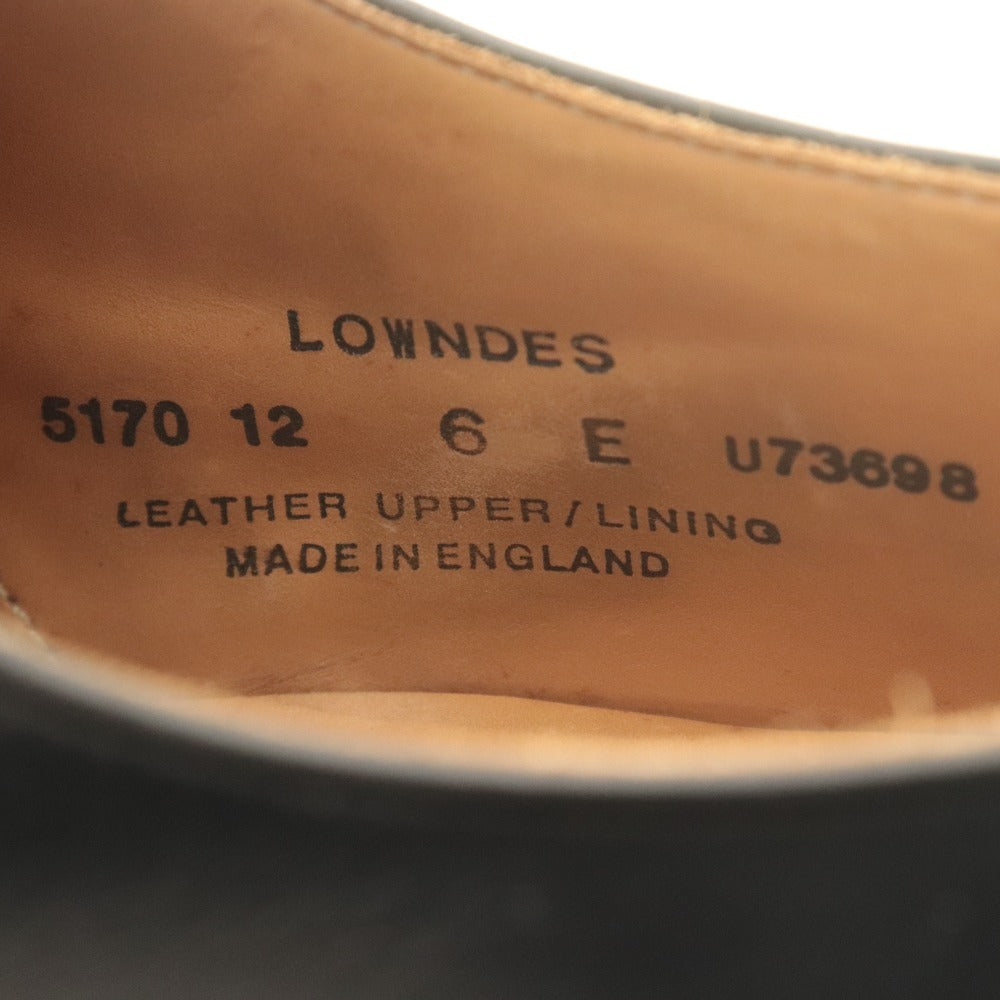 LOWNDES
5170 12 6 E U73698
LEATHER UPPER/LINING
MADE IN ENGLAND